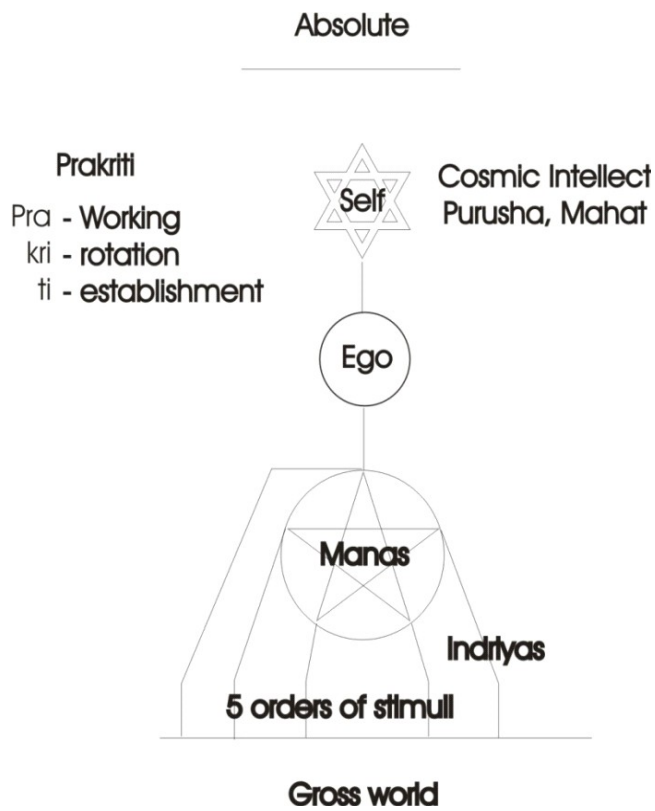 Absolute
Prakriti
Pra - Working
kri - rotation
ti - establishment
Self
Cosmic Intellect
Purusha, Mahat
Ego
Manas
Indriyas
5 orders of stimuli
Gross world